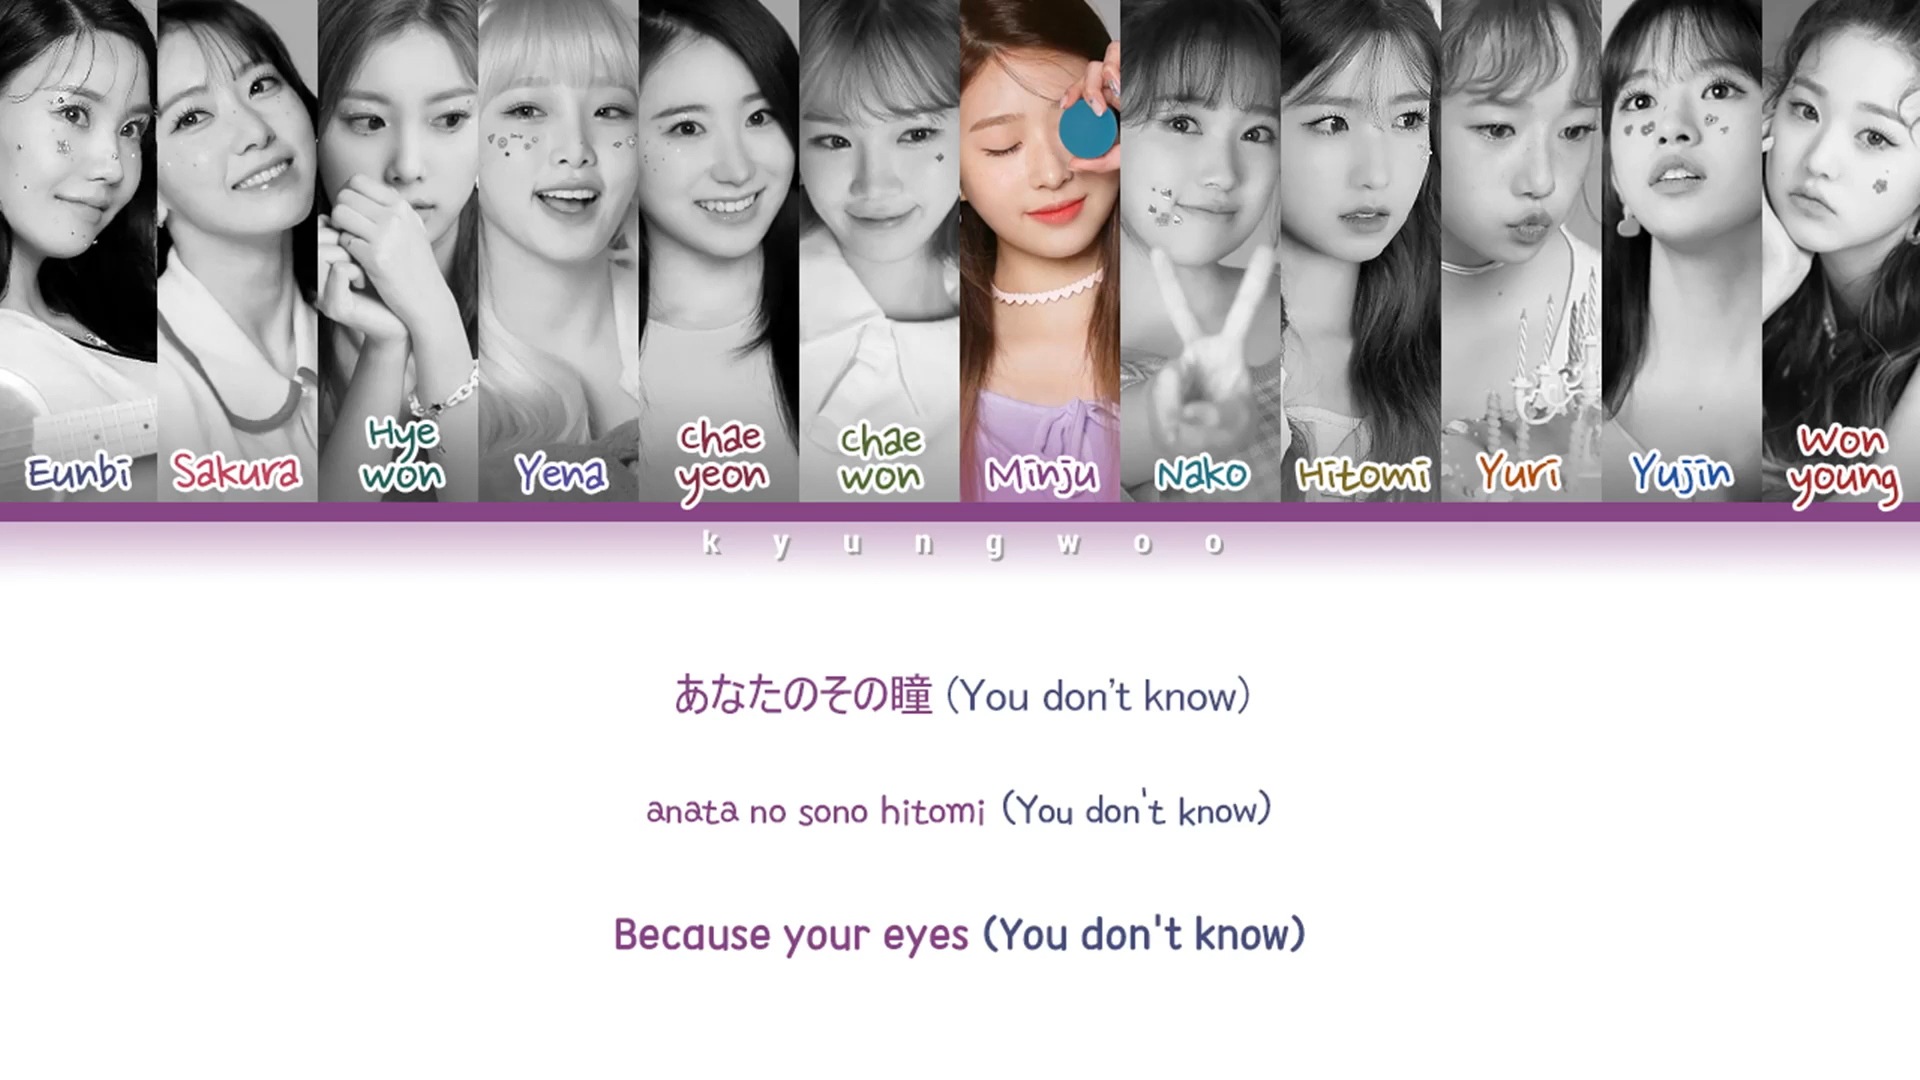 Eunbi
Sakura
Hye
won
Yena
chae
yeon
chae
won
Minju
Nako
Hitomi
Yuri
Yujin
Won
young
kyungwoo
あなたのその瞳 (You don’t know)
anata no sono hitomi (You don't know)
Because your eyes (You don't know)